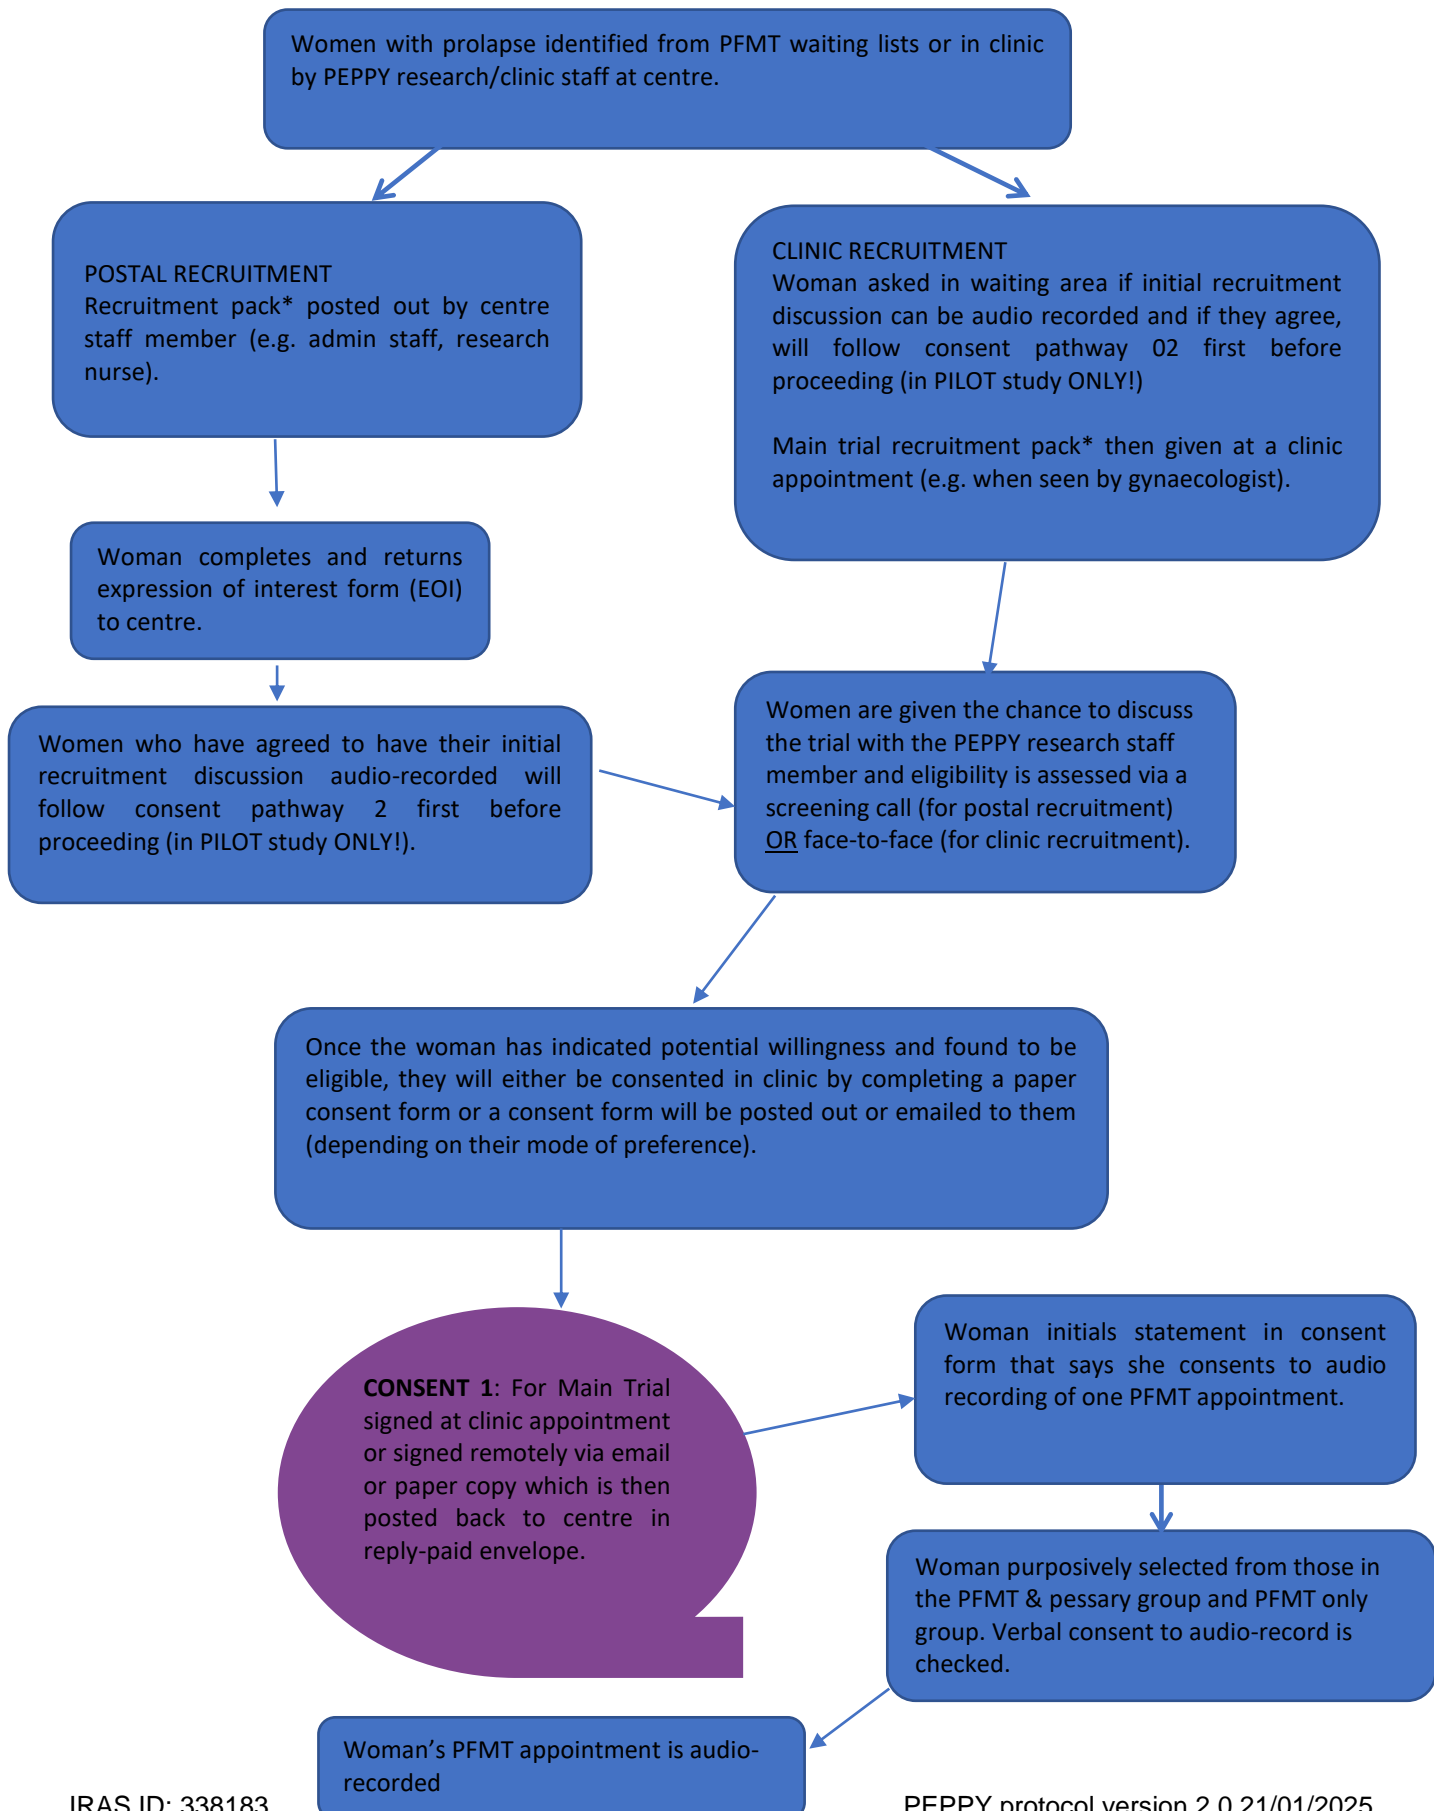 Women with prolapse identified from PFMT waiting lists or in clinic
by PEPPY research/clinic staff at centre.
POSTAL RECRUITMENT
Recruitment pack* posted out by centre
staff member (e.g. admin staff, research
nurse).
CLINIC RECRUITMENT
Woman asked in waiting area if initial recruitment
discussion can be audio recorded and if they agree,
will follow consent pathway 02 first before
proceeding (in PILOT study ONLY!)
Main trial recruitment pack* then given at a clinic
appointment (e.g. when seen by gynaecologist).
Woman completes and returns
expression of interest form (EOI)
to centre.
Women who have agreed to have their initial
recruitment discussion audio-recorded will
follow consent pathway 2 first before
proceeding (in PILOT study ONLY!).
Women are given the chance to discuss
the trial with the PEPPY research staff
member and eligibility is assessed via a
screening call (for postal recruitment)
OR face-to-face (for clinic recruitment).
Once the woman has indicated potential willingness and found to be
eligible, they will either be consented in clinic by completing a paper
consent form or a consent form will be posted out or emailed to them
(depending on their mode of preference).
CONSENT 1: For Main Trial
signed at clinic appointment
or signed remotely via email
or paper copy which is then
posted back to centre in
reply-paid envelope.
Woman initials statement in consent
form that says she consents to audio
recording of one PFMT appointment.
Woman purposively selected from those in
the PFMT & pessary group and PFMT only
group. Verbal consent to audio-record is
checked.
Woman's PFMT appointment is audio-
recorded
IRAS ID: 338183
PEPPY protocol version 2.0 21/01/2025